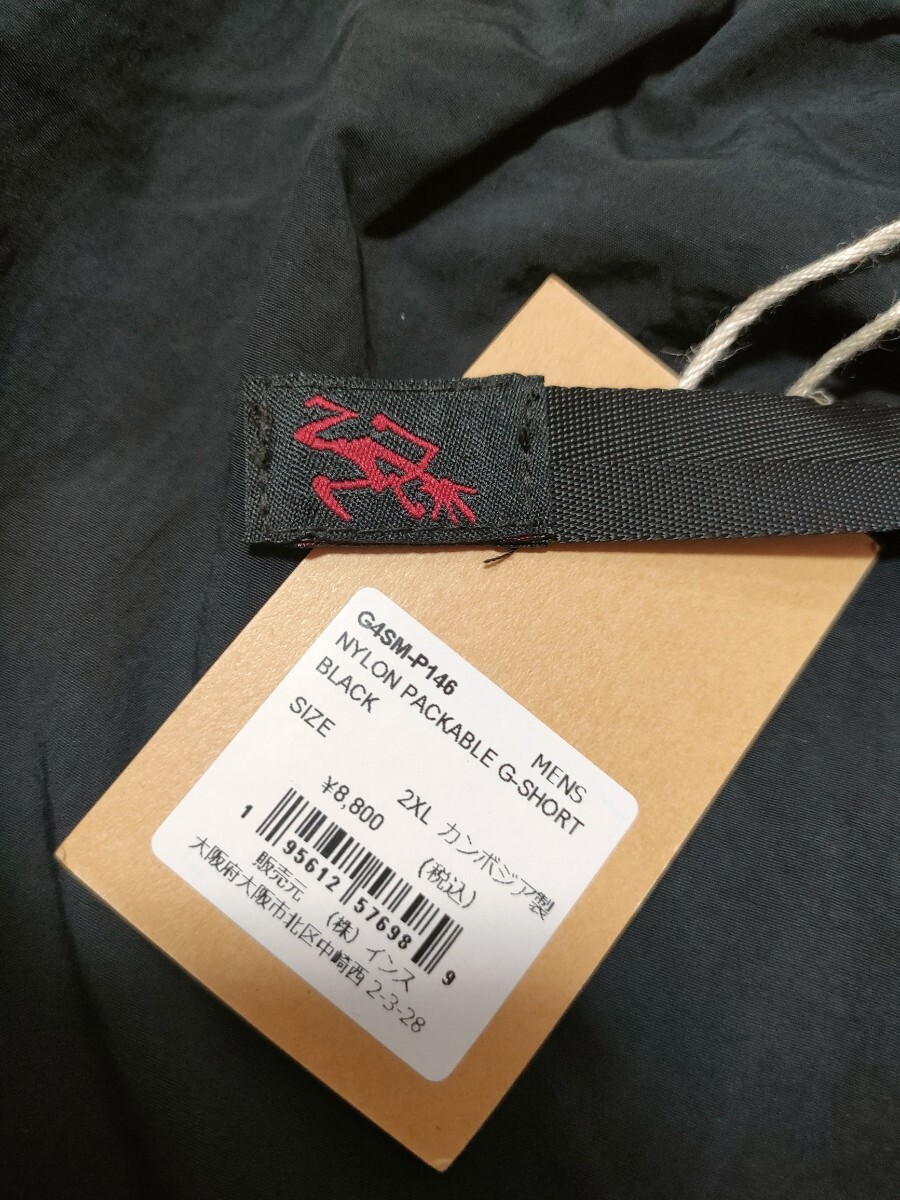 G4SM-P146 MENS
NYLON PACKABLE G-SHORT
BLACK
SIZE 2XL カンボジア製
¥8,800 (税込)
1 95612 57698 9
販売元 (株) インス
大阪府大阪市北区中崎西 2-3-28